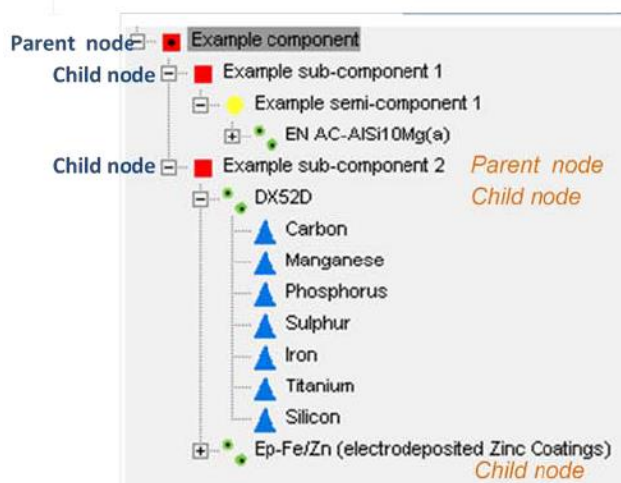 Parent node Example component
Child node Example sub-component 1
Example semi-component 1
EN AC-AlSi10Mg(a)
Child node Example sub-component 2 Parent node
DX52D Child node
Carbon
Manganese
Phosphorus
Sulphur
Iron
Titanium
Silicon
Ep-Fe/Zn (electrodeposited Zinc Coatings)
Child node